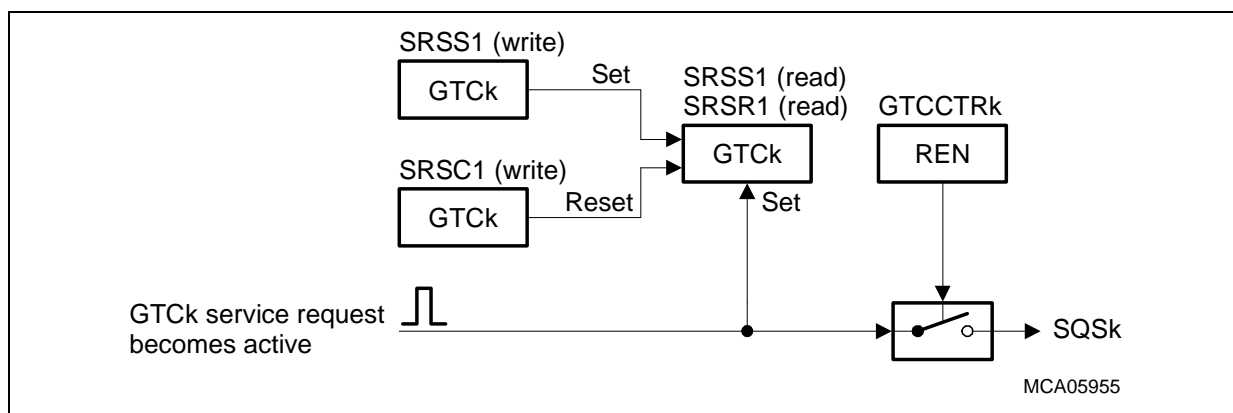 SRSS1 (write)
GTCk
Set
SRSS1 (read)
SRSR1 (read)
GTCk
GTCCTRk
REN
SRSC1 (write)
GTCk
Reset
Set
GTCk service request
becomes active
SQSk
MCA05955